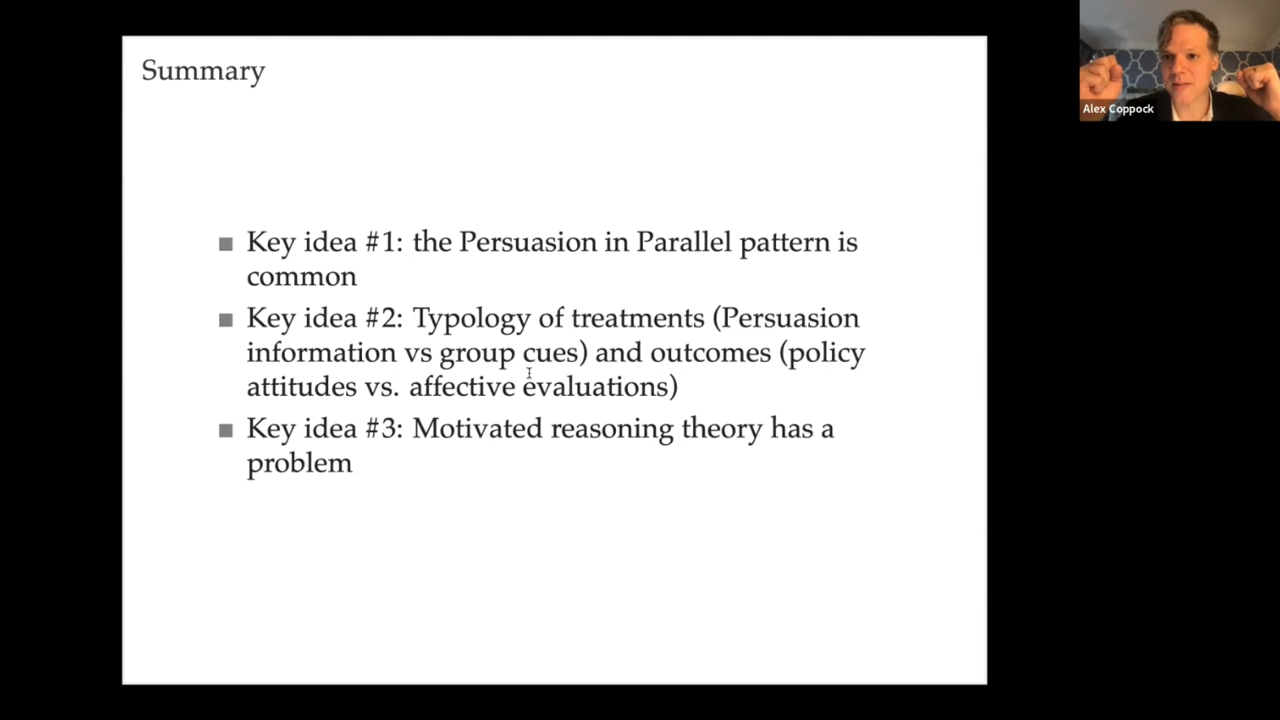 Summary
Alex Coppock
■ Key idea #1: the Persuasion in Parallel pattern is
common
■ Key idea #2: Typology of treatments (Persuasion
information vs group cues) and outcomes (policy
attitudes vs. affective evaluations)
■ Key idea #3: Motivated reasoning theory has a
problem